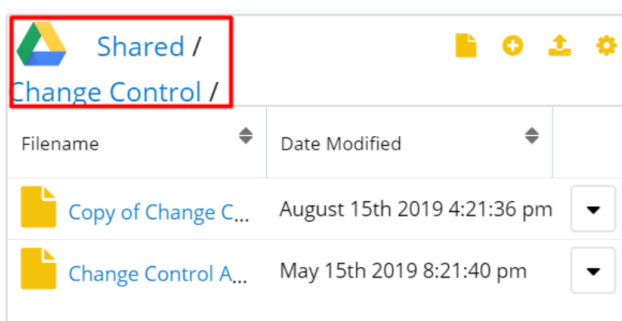 Shared /
Change Control /
Filename Date Modified
Copy of Change C... August 15th 2019 4:21:36 pm
Change Control A... May 15th 2019 8:21:40 pm